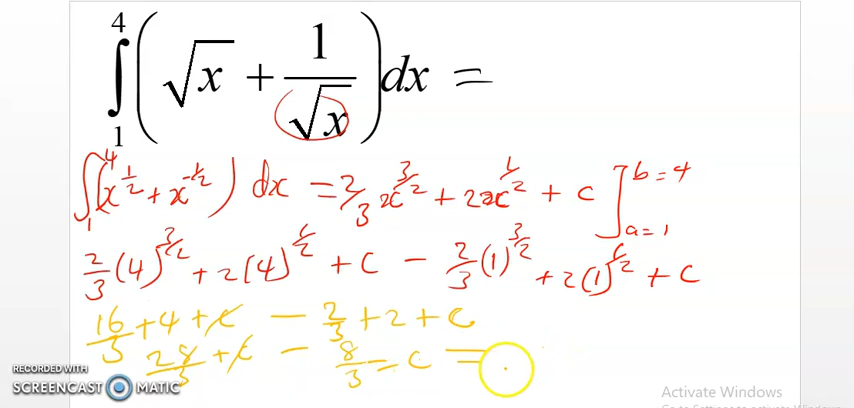 ∫₁⁴ (√x + 1/√x) dx =
∫₁⁴ (x^(1/2) + x^(-1/2)) dx = 2/3 x^(3/2) + 2x^(1/2) + c ] b = 4 a = 1
2/3 (4)^(3/2) + 2(4)^(1/2) + c - 2/3 (1)^(3/2) + 2(1)^(1/2) + c
16/3 + 4 + c - 2/3 + 2 + c
28/3 + c - 8/3 - c =
RECORDED WITH
SCREENCAST MATIC
Activate Windows